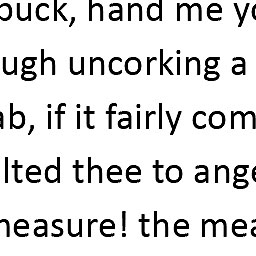 buck, hand me yo
ugh uncorking a
ab, if it fairly com
lted thee to ange
measure! the mea